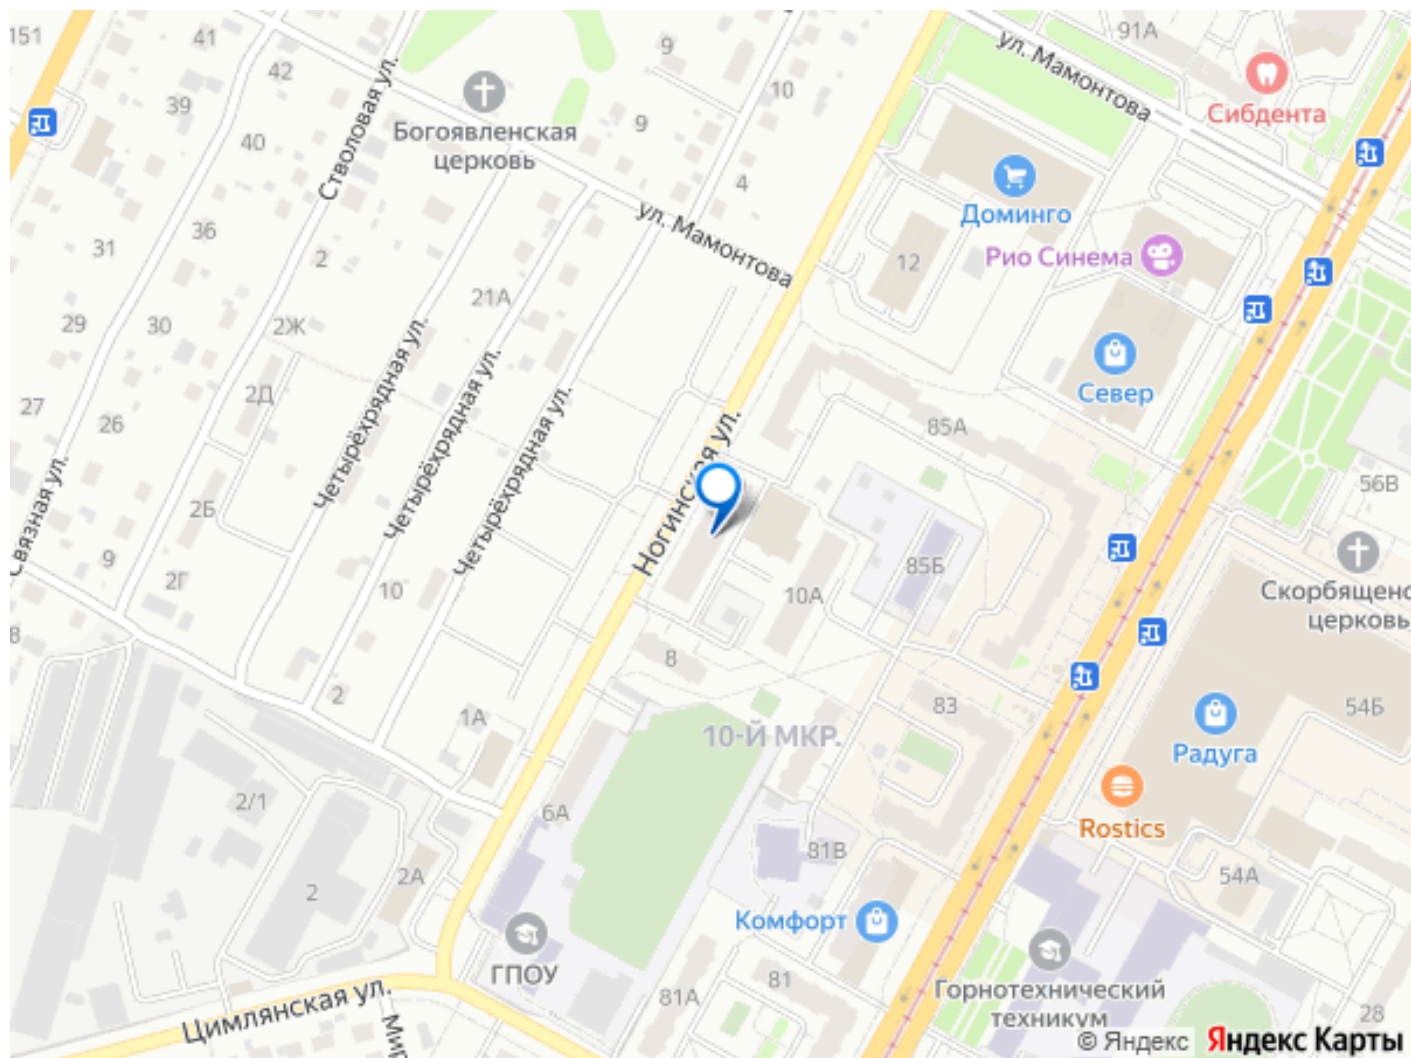 151
41
9
91А
42
Стволовая ул.
10
ул. Мамонтова
39
Богоявленская
церковь
9
Сибдента
40
4
Доминго
36
ул. Мамонтова
31
2
12
Рио Синема
21А
29
30
2Ж
Четырёхрядная ул.
Четырёхрядная ул.
Четырёхрядная ул.
Север
2Д
27
26
Ногинская ул.
85А
56В
Связная ул.
2Б
9
2Г
10
10А
85Б
Скорбященс
церковь
8
8
2
1А
83
54Б
10-Й МКР.
Радуга
2/1
6А
Rostics
81В
2А
2
54А
Комфорт
ГПОУ
81
81А
Горнотехнический
техникум
Цимлянская ул.
Мир
28
© Яндекс Яндекс Карты